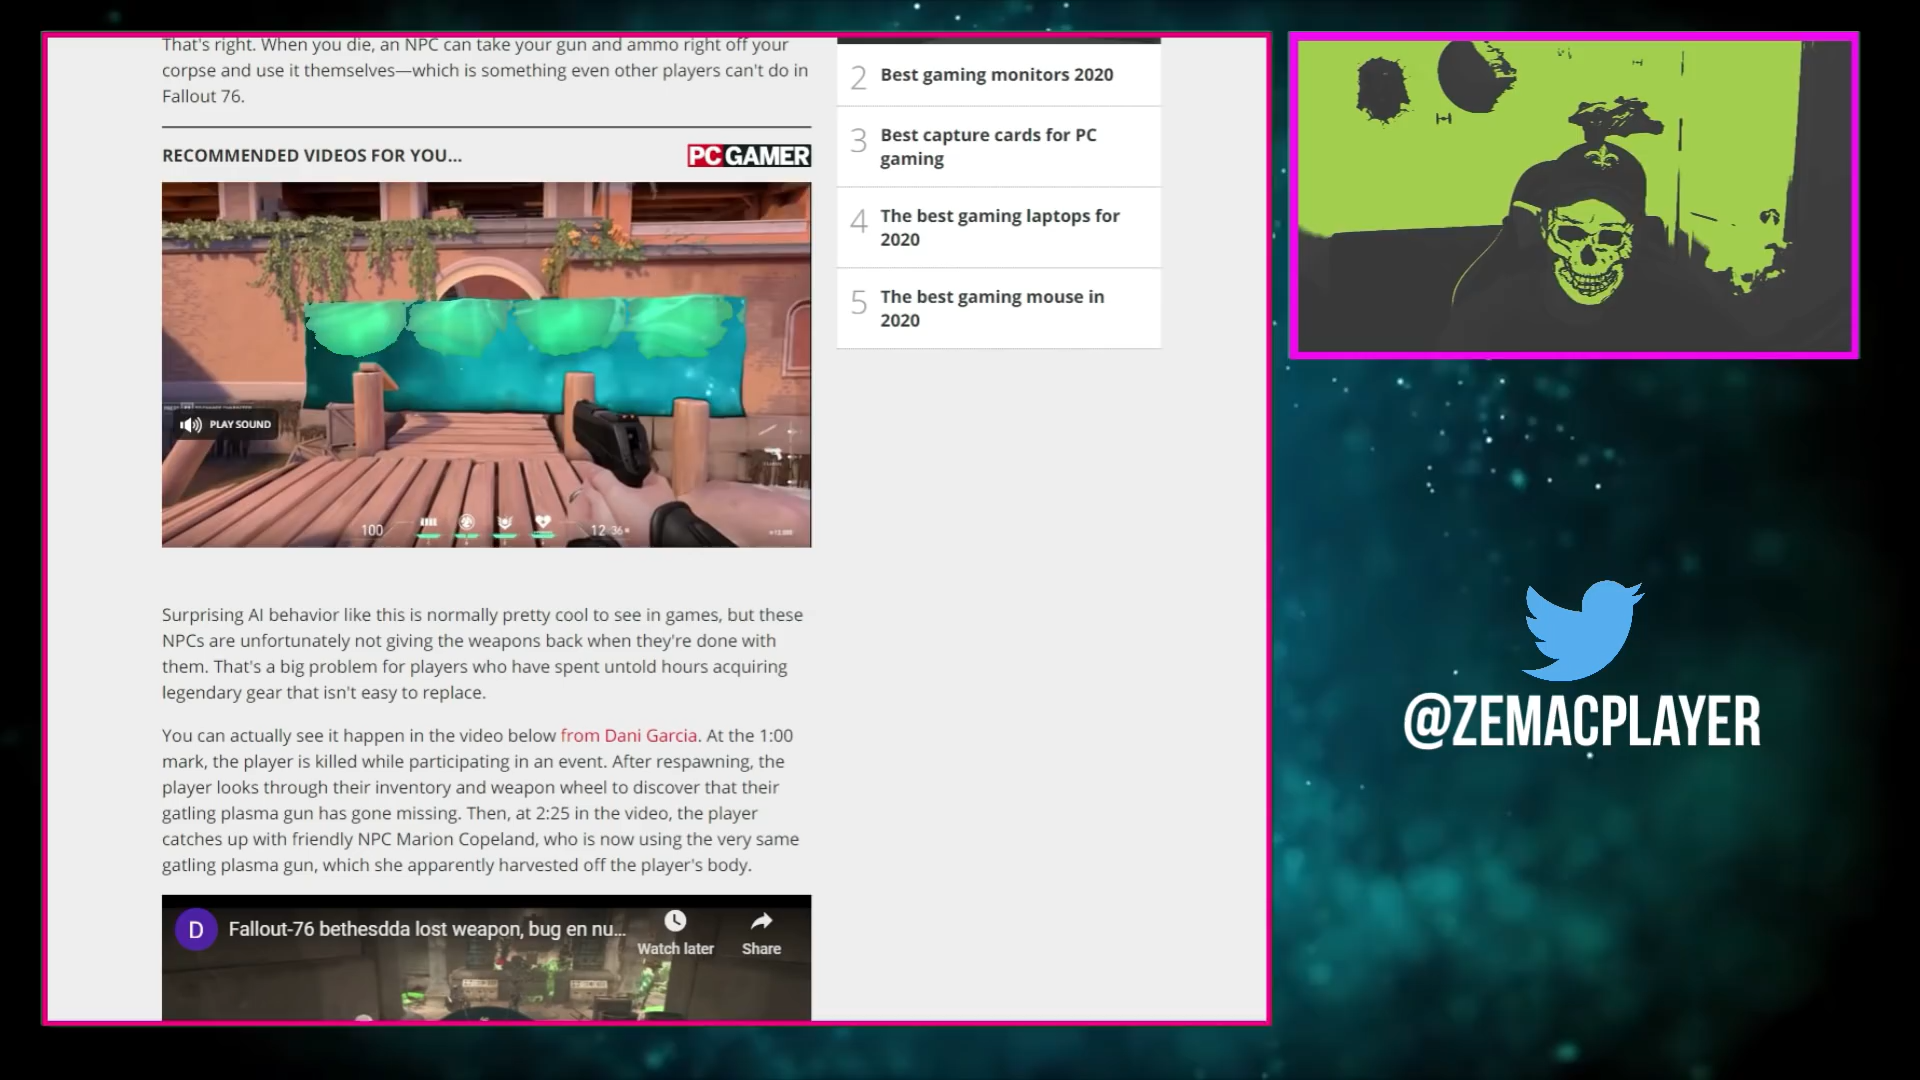 That's right. When you die, an NPC can take your gun and ammo right off your
corpse and use it themselves—which is something even other players can't do in
Fallout 76.
RECOMMENDED VIDEOS FOR YOU...
PC GAMER
PLAY SOUND
100
12 36
Surprising AI behavior like this is normally pretty cool to see in games, but these
NPCs are unfortunately not giving the weapons back when they're done with
them. That's a big problem for players who have spent untold hours acquiring
legendary gear that isn't easy to replace.
You can actually see it happen in the video below from Dani Garcia. At the 1:00
mark, the player is killed while participating in an event. After respawning, the
player looks through their inventory and weapon wheel to discover that their
gatling plasma gun has gone missing. Then, at 2:25 in the video, the player
catches up with friendly NPC Marion Copeland, who is now using the very same
gatling plasma gun, which she apparently harvested off the player's body.
D
Fallout-76 bethesdda lost weapon, bug en nu...
Watch later
Share
2
Best gaming monitors 2020
3
Best capture cards for PC
gaming
4
The best gaming laptops for
2020
5
The best gaming mouse in
2020
@ZEMACPLAYER